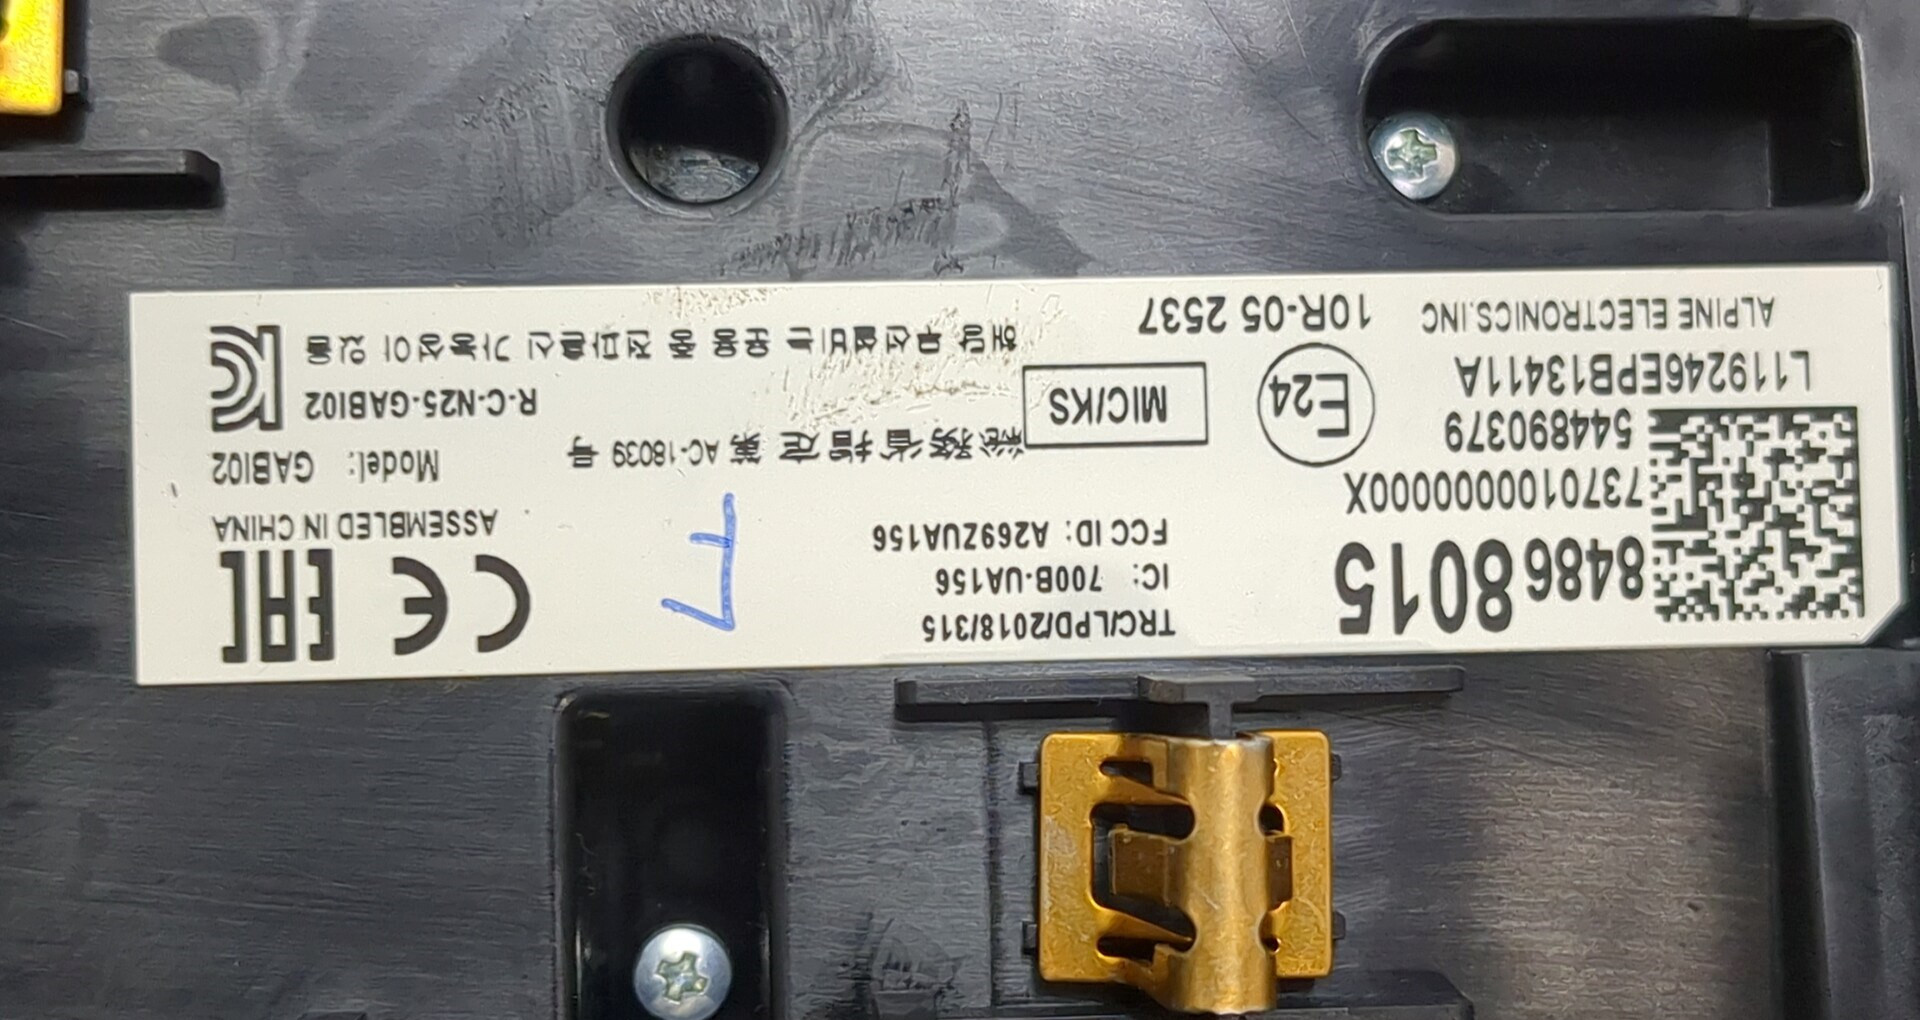 8486 8015
7370100000000X
544890379
L119246EPB13411A
ALPINE ELECTRONICS.INC
TRC/LPD/2018/315
IC: 700B-UA156
FCC ID: A269ZUA156
E24
10R-05 2537
MIC/KS
総務省指定 第 AC-18039 号
해당 무선설비는 운용 중 전파혼신 가능성이 있음
CE
EAC
ASSEMBLED IN CHINA
Model: GABI02
R-C-N25-GABI02